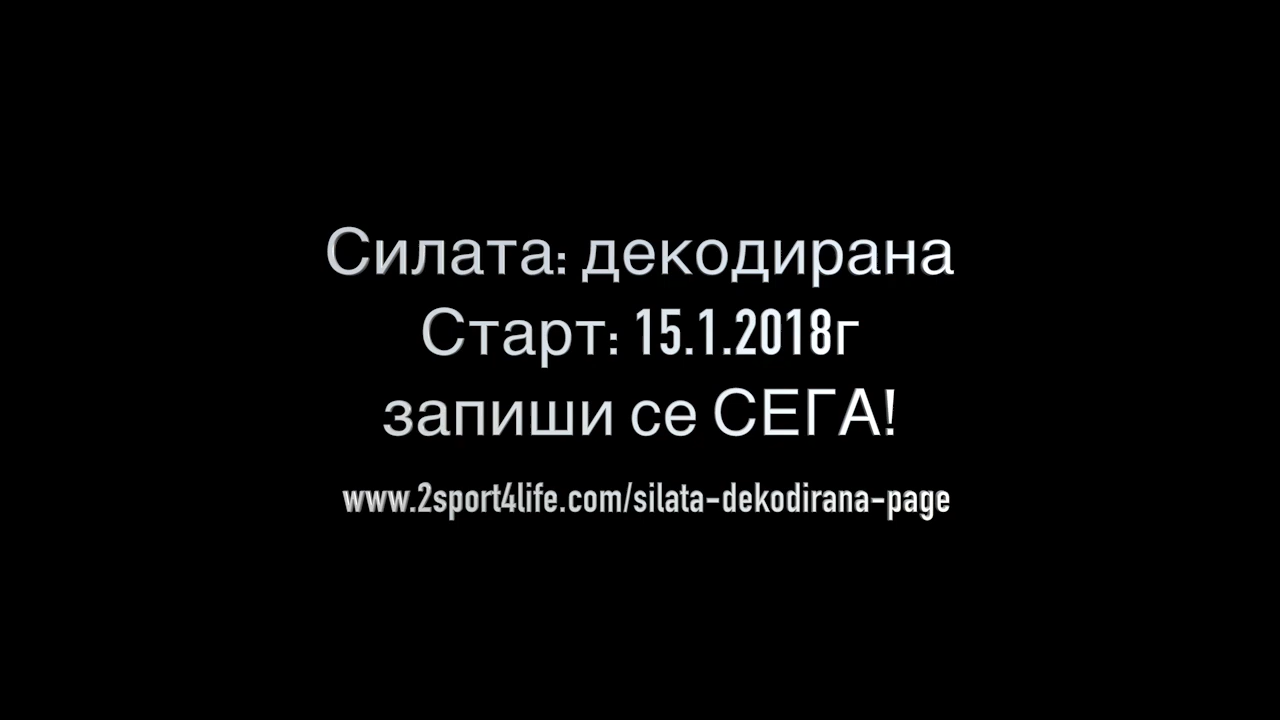 Силата: декодирана
Старт: 15.1.2018г
запиши се СЕГА!
www.2sport4life.com/silata-dekodirana-page